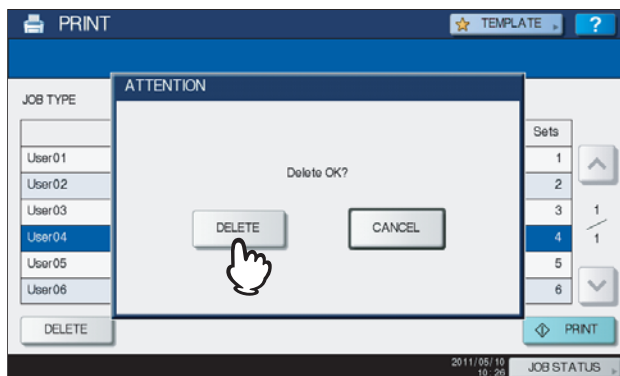 PRINT
TEMPLATE
?
ATTENTION
JOB TYPE
Sets
Delete OK?
User01 1
User02 2
User03 3
User04 4
User05 5
User06 6
1
1
DELETE
CANCEL
DELETE
PRINT
2011/05/10
10:26
JOB STATUS